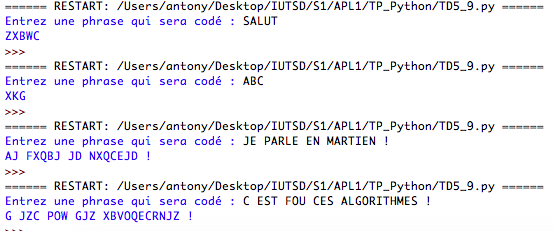 ====== RESTART: /Users/antony/Desktop/IUTSD/S1/APL1/TP_Python/TD5_9.py ======
Entrez une phrase qui sera codé : SALUT
ZXBWC
>>>
====== RESTART: /Users/antony/Desktop/IUTSD/S1/APL1/TP_Python/TD5_9.py ======
Entrez une phrase qui sera codé : ABC
XKG
>>>
====== RESTART: /Users/antony/Desktop/IUTSD/S1/APL1/TP_Python/TD5_9.py ======
Entrez une phrase qui sera codé : JE PARLE EN MARTIEN !
AJ FXQBJ JD NXQCEJD !
>>>
====== RESTART: /Users/antony/Desktop/IUTSD/S1/APL1/TP_Python/TD5_9.py ======
Entrez une phrase qui sera codé : C EST FOU CES ALGORITHMES !
G JZC POW GJZ XBVOQECRNJZ !
>>>